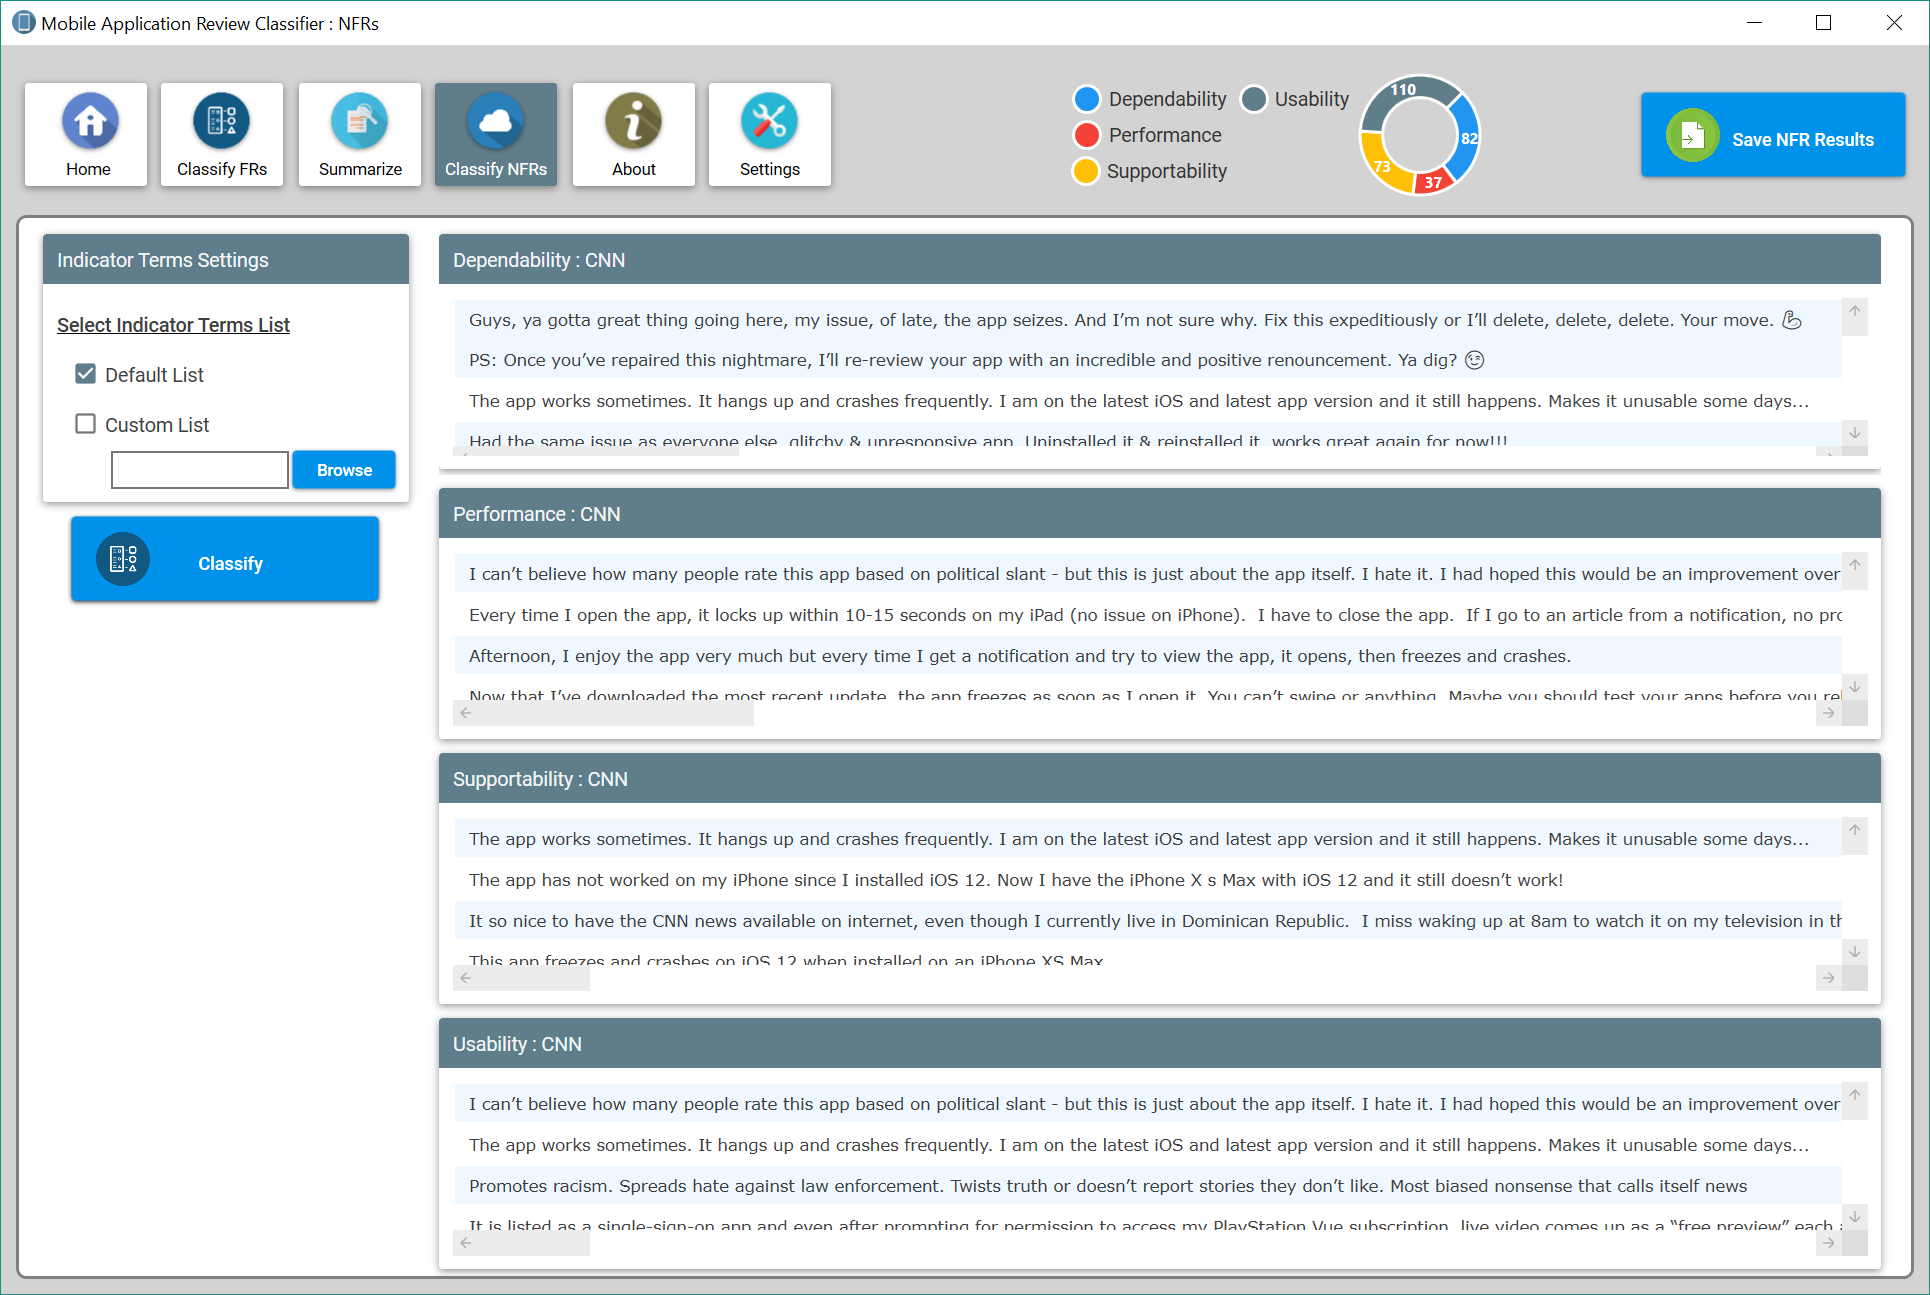 Mobile Application Review Classifier : NFRs
Home
Classify FRs
Summarize
Classify NFRs
About
Settings
Dependability
Usability
Performance
Supportability
110
82
73
37
Save NFR Results
Indicator Terms Settings
Select Indicator Terms List
Default List
Custom List
Browse
Classify
Dependability : CNN
Guys, ya gotta great thing going here, my issue, of late, the app seizes. And I’m not sure why. Fix this expeditiously or I’ll delete, delete, delete. Your move. 💪
PS: Once you’ve repaired this nightmare, I’ll re-review your app with an incredible and positive renouncement. Ya dig? 😉
The app works sometimes. It hangs up and crashes frequently. I am on the latest iOS and latest app version and it still happens. Makes it unusable some days...
Had the same issue as everyone else, glitchy & unresponsive app. Uninstalled it & reinstalled it, works great again for now!!!
Performance : CNN
I can’t believe how many people rate this app based on political slant - but this is just about the app itself. I hate it. I had hoped this would be an improvement over
Every time I open the app, it locks up within 10-15 seconds on my iPad (no issue on iPhone).  I have to close the app.  If I go to an article from a notification, no
Afternoon, I enjoy the app very much but every time I get a notification and try to view the app, it opens, then freezes and crashes.
Now that I’ve downloaded the most recent update, the app freezes as soon as I open it. You can’t swipe or anything. Maybe you should test your apps before you
Supportability : CNN
The app works sometimes. It hangs up and crashes frequently. I am on the latest iOS and latest app version and it still happens. Makes it unusable some days...
The app has not worked on my iPhone since I installed iOS 12. Now I have the iPhone X s Max with iOS 12 and it still doesn’t work!
It so nice to have the CNN news available on internet, even though I currently live in Dominican Republic.  I miss waking up at 8am to watch it on my television in
This app freezes and crashes on iOS 12 when installed on an iPhone XS Max
Usability : CNN
I can’t believe how many people rate this app based on political slant - but this is just about the app itself. I hate it. I had hoped this would be an improvement over
The app works sometimes. It hangs up and crashes frequently. I am on the latest iOS and latest app version and it still happens. Makes it unusable some days...
Promotes racism. Spreads hate against law enforcement. Twists truth or doesn’t report stories they don’t like. Most biased nonsense that calls itself news
It is listed as a single-sign-on app and even after prompting for permission to access my PlayStation Vue subscription, live video comes up as a “free preview” each